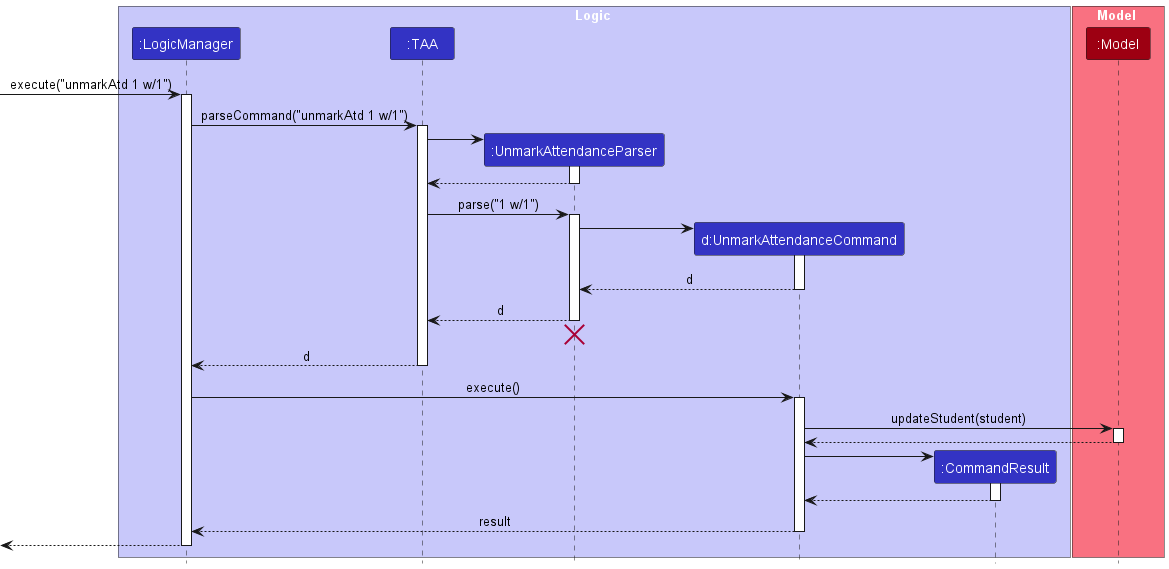 Logic
Model
:LogicManager
:TAA
:Model
execute("unmarkAtd 1 w/1")
parseCommand("unmarkAtd 1 w/1")
:UnmarkAttendanceParser
parse("1 w/1")
d:UnmarkAttendanceCommand
d
d
d
execute()
updateStudent(student)
:CommandResult
result